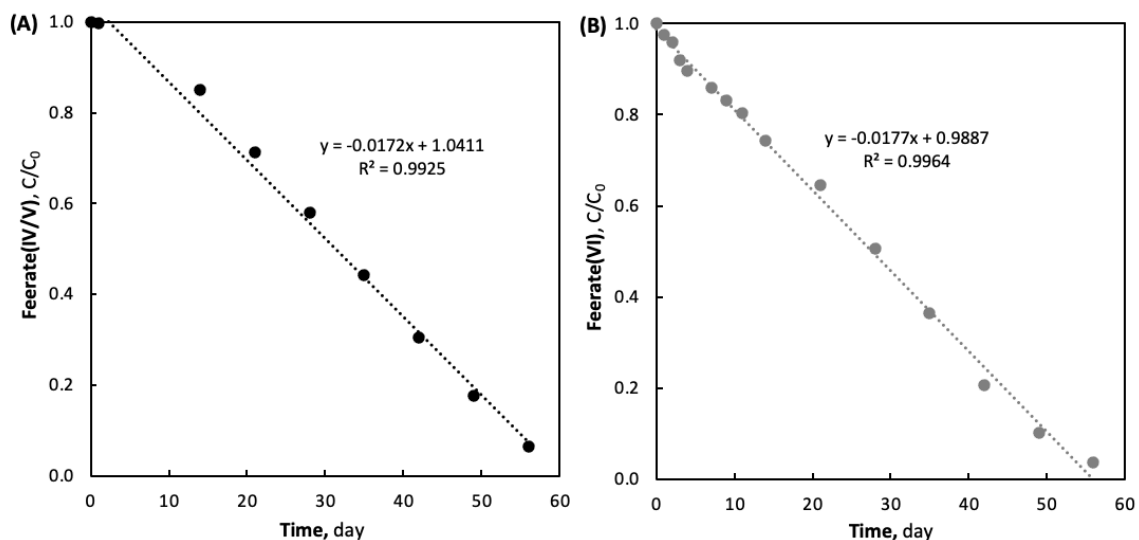 (A)
1.0
0.8
0.6
0.4
0.2
0.0
Feerate(IV/V), C/C₀
y = -0.0172x + 1.0411
R² = 0.9925
0 10 20 30 40 50 60
Time, day
(B)
1.0
0.8
0.6
0.4
0.2
0.0
Feerate(VI), C/C₀
y = -0.0177x + 0.9887
R² = 0.9964
0 10 20 30 40 50 60
Time, day